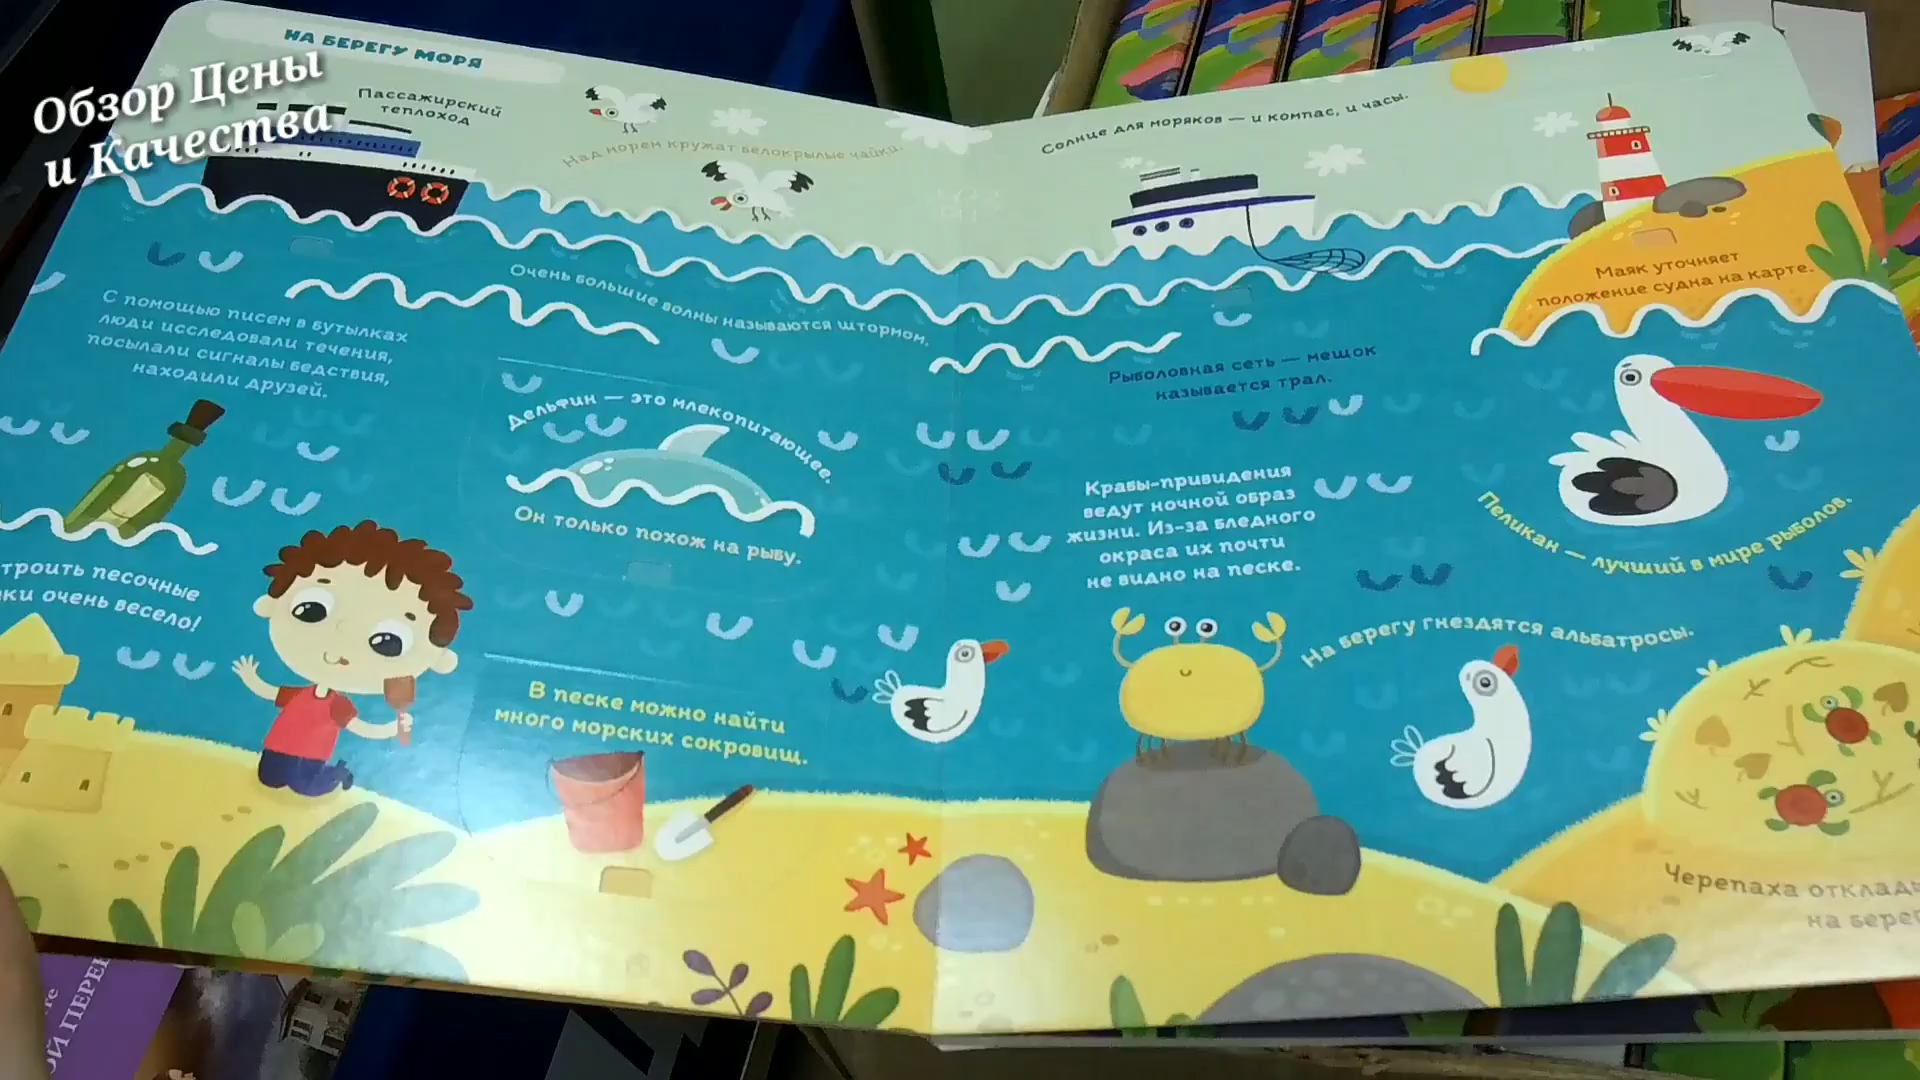 НА БЕРЕГУ МОРЯ
Обзор Цены
и Качества
Пассажирский
теплоход
Над морем кружат белокрылые чайки.
Солнце для моряков — и компас, и часы.
Маяк уточняет
положение судна на карте.
Очень большие волны называются штормом.
С помощью писем в бутылках
люди исследовали течения,
посылали сигналы бедствия,
находили друзей.
Дельфин — это млекопитающее.
Он только похож на рыбу.
Рыболовная сеть — мешок
называется трал.
Крабы-привидения
ведут ночной образ
жизни. Из-за бледного
окраса их почти
не видно на песке.
Пеликан — лучший в мире рыболов.
На берегу гнездятся альбатросы.
троить песочные
очень весело!
В песке можно найти
много морских сокровищ.
Черепаха отклады
на берег